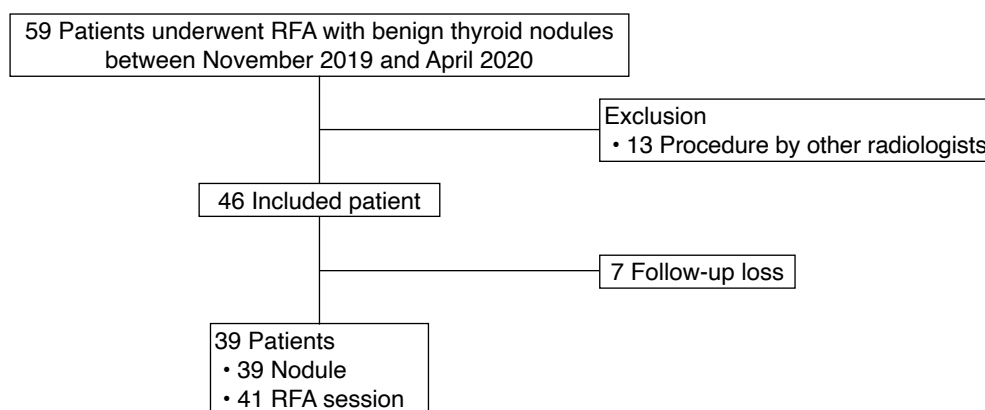 59 Patients underwent RFA with benign thyroid nodules
between November 2019 and April 2020
Exclusion
• 13 Procedure by other radiologists
46 Included patient
7 Follow-up loss
39 Patients
• 39 Nodule
• 41 RFA session